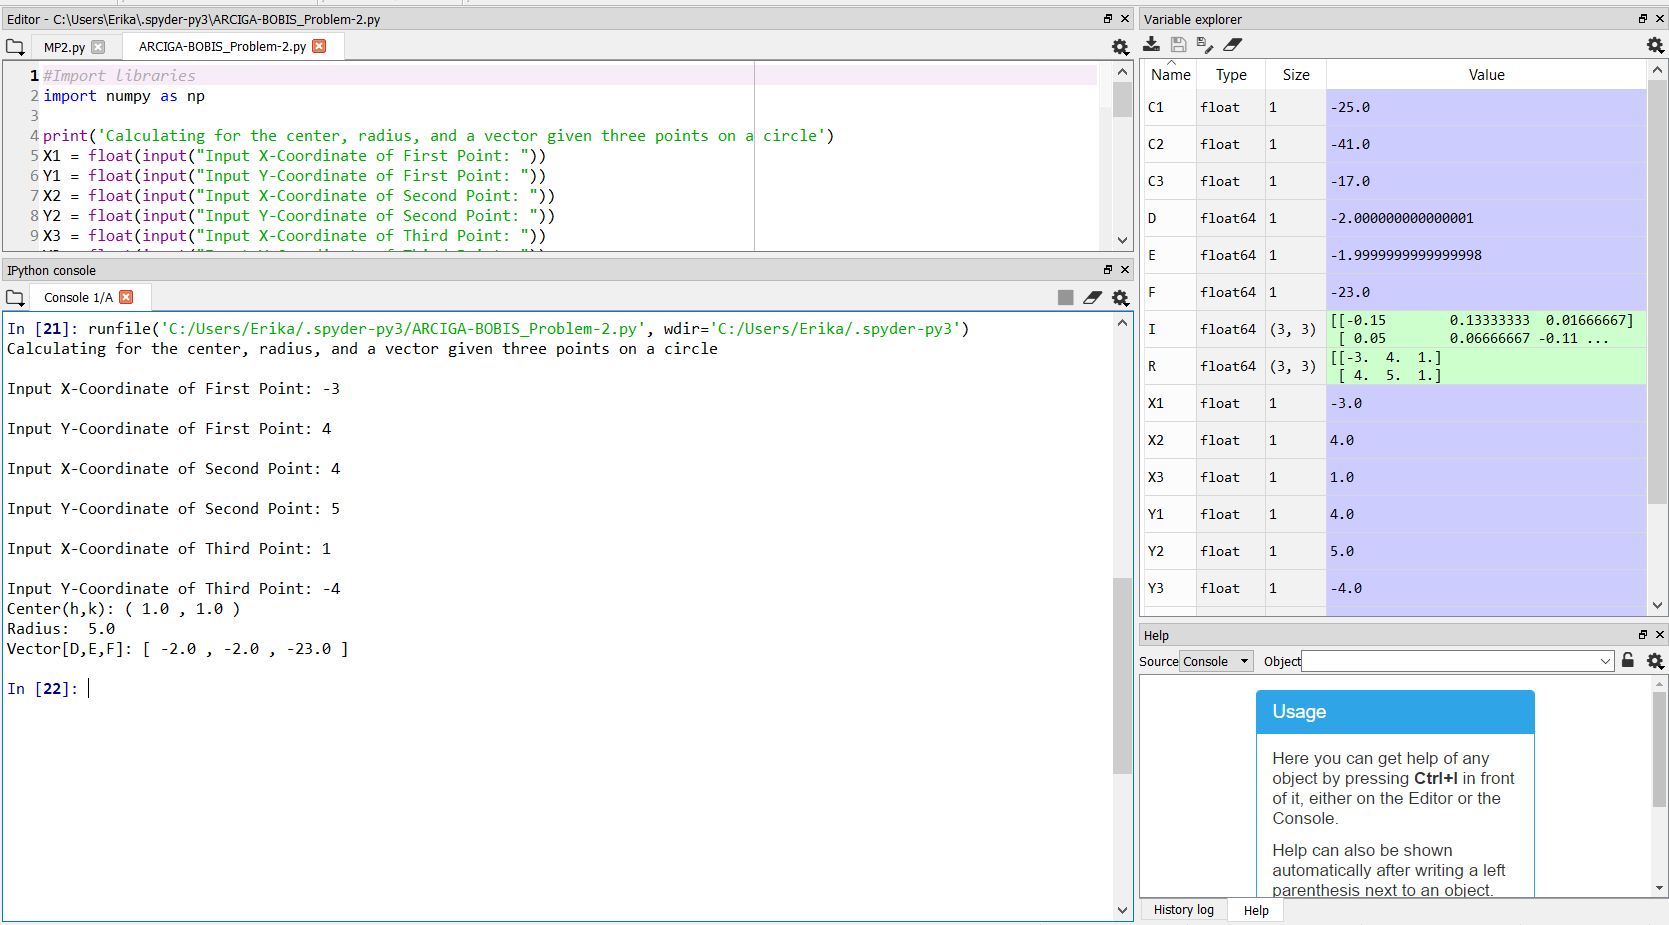 Editor - C:\Users\Erika\.spyder-py3\ARCIGA-BOBIS_Problem-2.py
MP2.py
ARCIGA-BOBIS_Problem-2.py
1 #Import libraries
2 import numpy as np
3
4 print('Calculating for the center, radius, and a vector given three points on a circle')
5 X1 = float(input("Input X-Coordinate of First Point: "))
6 Y1 = float(input("Input Y-Coordinate of First Point: "))
7 X2 = float(input("Input X-Coordinate of Second Point: "))
8 Y2 = float(input("Input Y-Coordinate of Second Point: "))
9 X3 = float(input("Input X-Coordinate of Third Point: "))
IPython console
Console 1/A
In [21]: runfile('C:/Users/Erika/.spyder-py3/ARCIGA-BOBIS_Problem-2.py', wdir='C:/Users/Erika/.spyder-py3')
Calculating for the center, radius, and a vector given three points on a circle
Input X-Coordinate of First Point: -3
Input Y-Coordinate of First Point: 4
Input X-Coordinate of Second Point: 4
Input Y-Coordinate of Second Point: 5
Input X-Coordinate of Third Point: 1
Input Y-Coordinate of Third Point: -4
Center(h,k): ( 1.0 , 1.0 )
Radius:  5.0
Vector[D,E,F]: [ -2.0 , -2.0 , -23.0 ]
In [22]:
Variable explorer
Name Type Size Value
C1 float 1 -25.0
C2 float 1 -41.0
C3 float 1 -17.0
D float64 1 -2.000000000000001
E float64 1 -1.9999999999999998
F float64 1 -23.0
I float64 (3, 3) [[-0.15 0.13333333 0.01666667]
[ 0.05 0.06666667 -0.11 ...
R float64 (3, 3) [[-3. 4. 1.]
[ 4. 5. 1.]
X1 float 1 -3.0
X2 float 1 4.0
X3 float 1 1.0
Y1 float 1 4.0
Y2 float 1 5.0
Y3 float 1 -4.0
Help
Source Console Object
Usage
Here you can get help of any
object by pressing Ctrl+I in front
of it, either on the Editor or the
Console.
Help can also be shown
automatically after writing a left
parenthesis next to an object.
History log Help